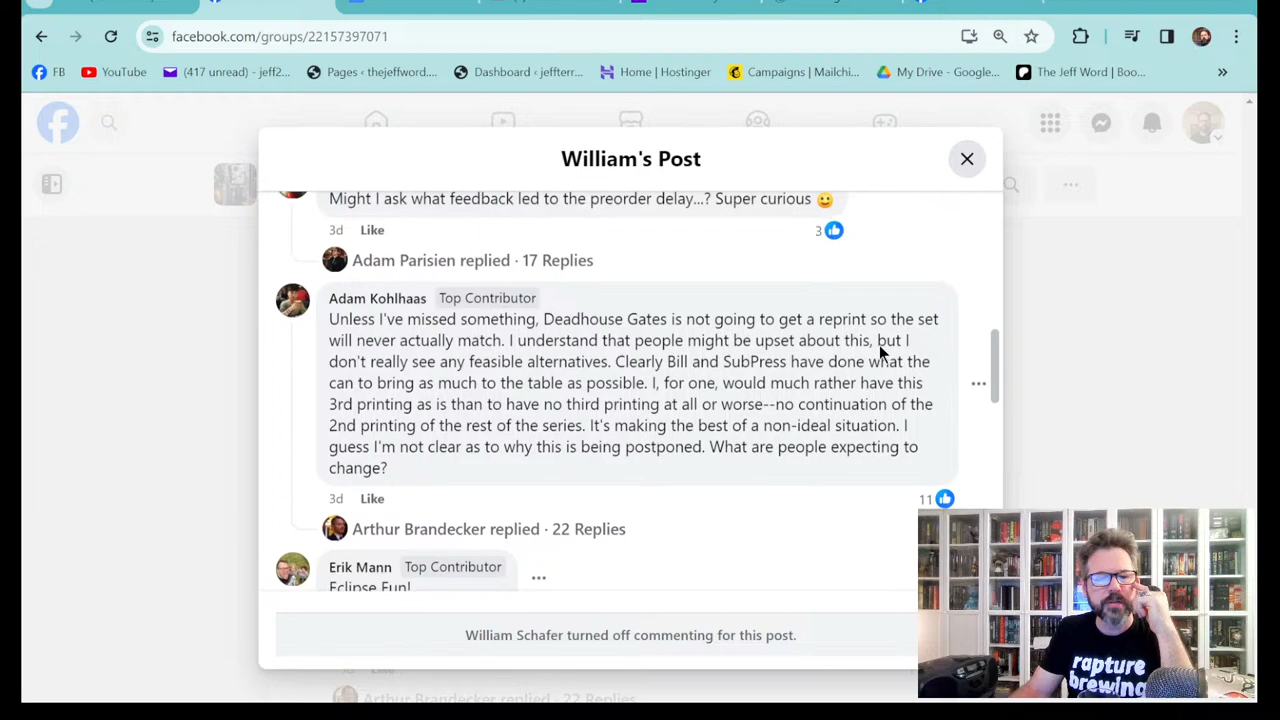 facebook.com/groups/22157397071
FB
YouTube
(417 unread) - jeff2...
Pages ‹ thejeffword....
Dashboard ‹ jeffterr...
Home | Hostinger
Campaigns | Mailchi...
My Drive - Google...
The Jeff Word | Boo...
William's Post
Might I ask what feedback led to the preorder delay...? Super curious 😀
3d Like 3
Adam Parisien replied · 17 Replies
Adam Kohlhaas Top Contributor
Unless I've missed something, Deadhouse Gates is not going to get a reprint so the set
will never actually match. I understand that people might be upset about this, but I
don't really see any feasible alternatives. Clearly Bill and SubPress have done what the
can to bring as much to the table as possible. I, for one, would much rather have this
3rd printing as is than to have no third printing at all or worse--no continuation of the
2nd printing of the rest of the series. It's making the best of a non-ideal situation. I
guess I'm not clear as to why this is being postponed. What are people expecting to
change?
3d Like 11
Arthur Brandecker replied · 22 Replies
Erik Mann Top Contributor
Eclipse Fun!
William Schafer turned off commenting for this post.
Arthur Brandecker replied · 22 Replies
rapture
brewing